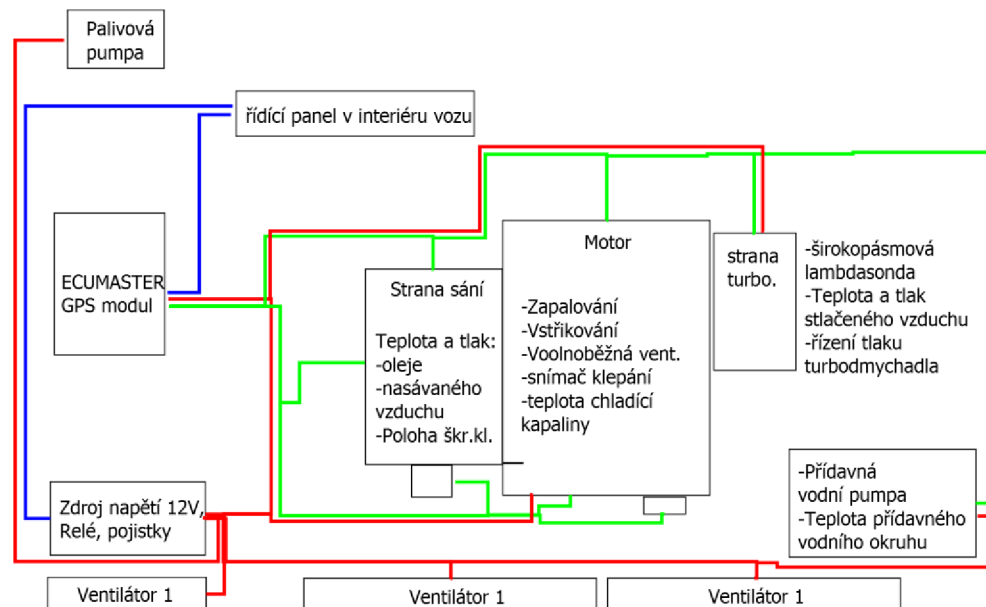 Palivová
pumpa
řídící panel v interiéru vozu
ECUMASTER
GPS modul
Strana sání
Teplota a tlak:
-oleje
-nasávaného
vzduchu
-Poloha škr.kl.
Motor
-Zapalování
-Vstřikování
-Voolnoběžná vent.
-snímač klepání
-teplota chladící
kapaliny
strana
turbo.
-širokopásmová
lambdasonda
-Teplota a tlak
stlačeného vzduchu
-řízení tlaku
turbodmychadla
Zdroj napětí 12V,
Relé, pojistky
-Přídavná
vodní pumpa
-Teplota přídavného
vodního okruhu
Ventilátor 1
Ventilátor 1
Ventilátor 1